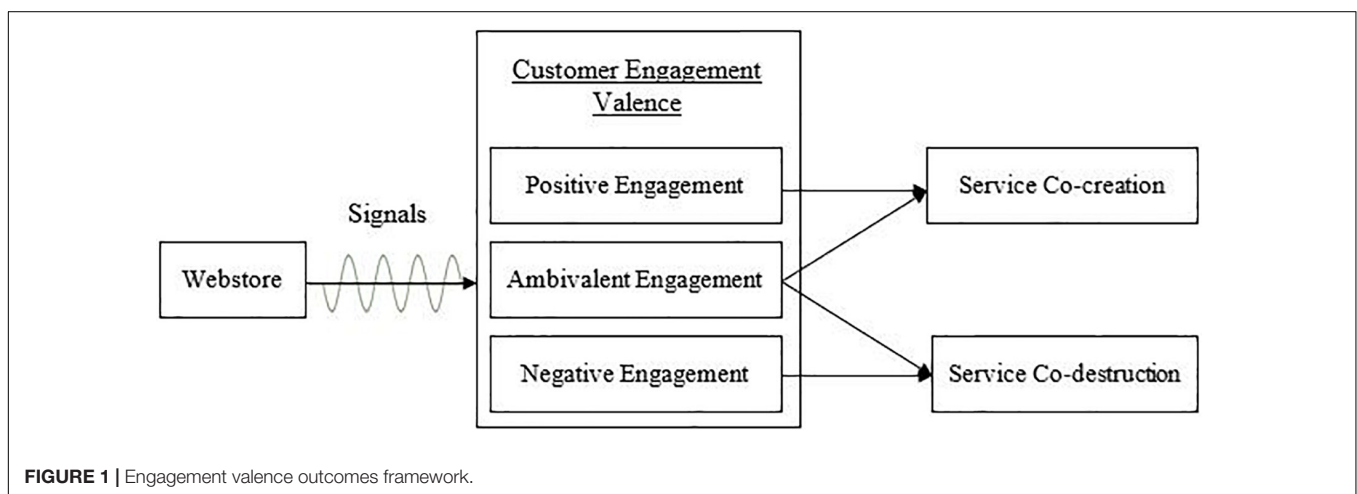 Customer Engagement
Valence
Positive Engagement
Service Co-creation
Signals
Webstore
Ambivalent Engagement
Negative Engagement
Service Co-destruction
FIGURE 1 | Engagement valence outcomes framework.